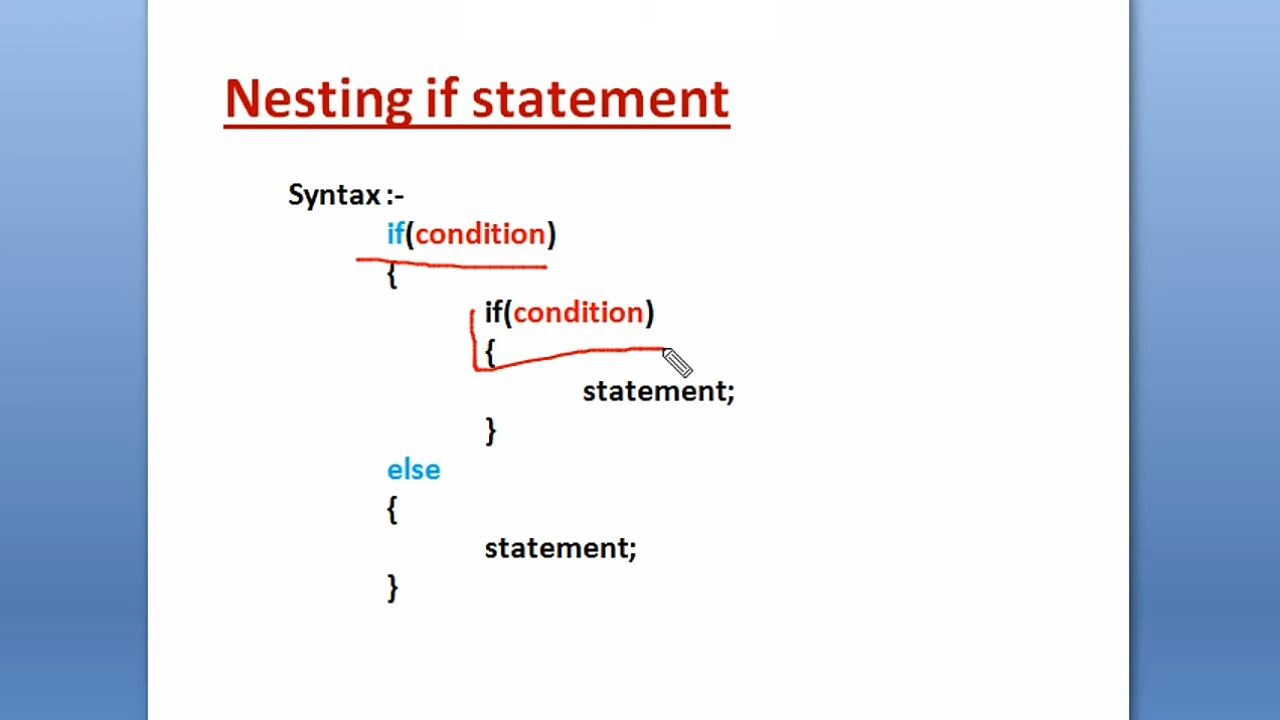 Nesting if statement
Syntax :-
if(condition)
{
if(condition)
{
statement;
}
else
{
statement;
}